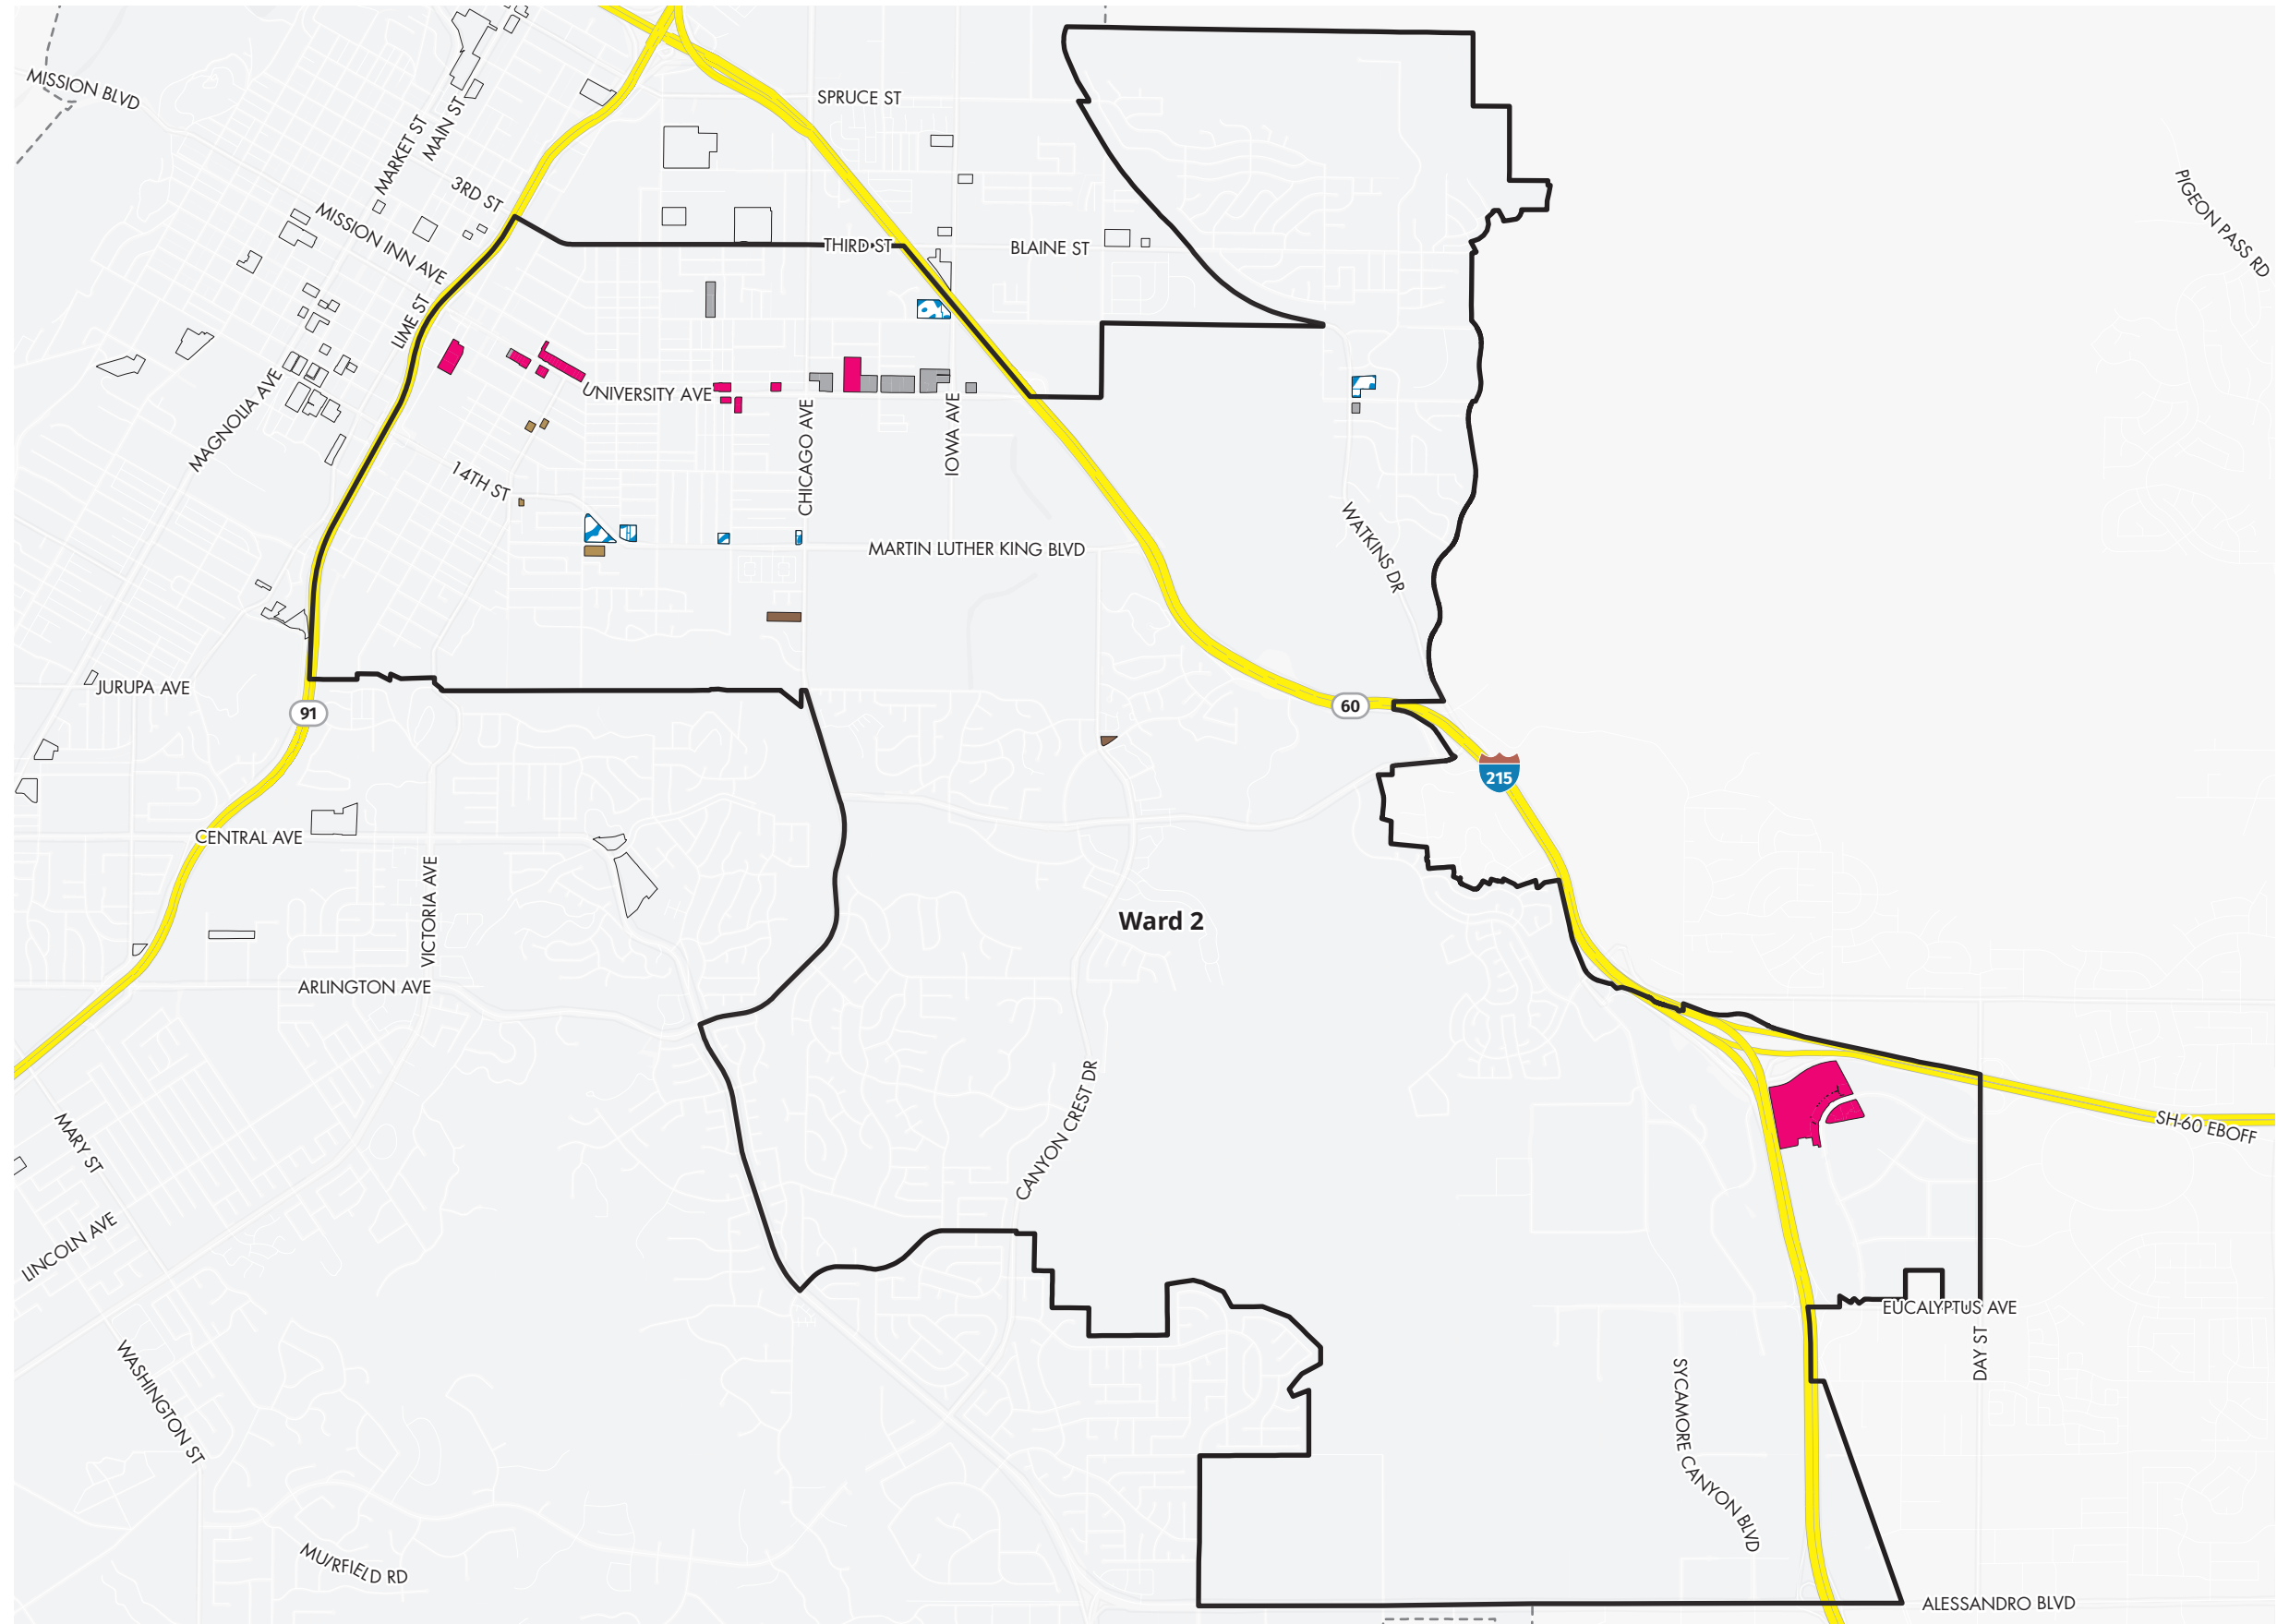 MISSION BLVD
MARKET ST
MAIN ST
SPRUCE ST
3RD ST
MISSION INN AVE
THIRD ST
BLAINE ST
PIGEON PASS RD
LIME ST
MAGNOLIA AVE
UNIVERSITY AVE
CHICAGO AVE
IOWA AVE
14TH ST
WATKINS DR
MARTIN LUTHER KING BLVD
JURUPA AVE
91
60
215
CENTRAL AVE
VICTORIA AVE
Ward 2
ARLINGTON AVE
CANYON CREST DR
MARY ST
SH-60 EBOFF
LINCOLN AVE
EUCALYPTUS AVE
DAY ST
WASHINGTON ST
SYCAMORE CANYON BLVD
MUIRFIELD RD
ALESSANDRO BLVD